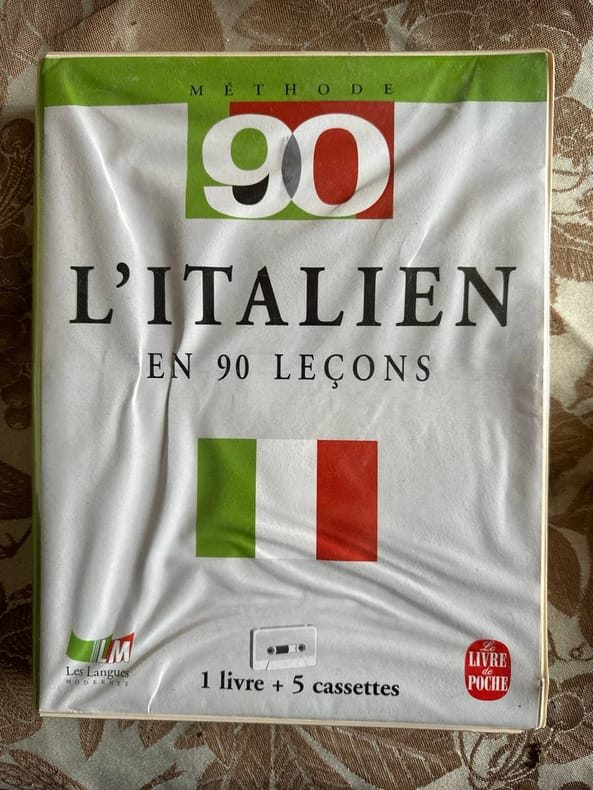 MÉTHODE
90
L'ITALIEN
EN 90 LEÇONS
LM
Les Langues
MODERNES
1 livre + 5 cassettes
Le
LIVRE
de
POCHE